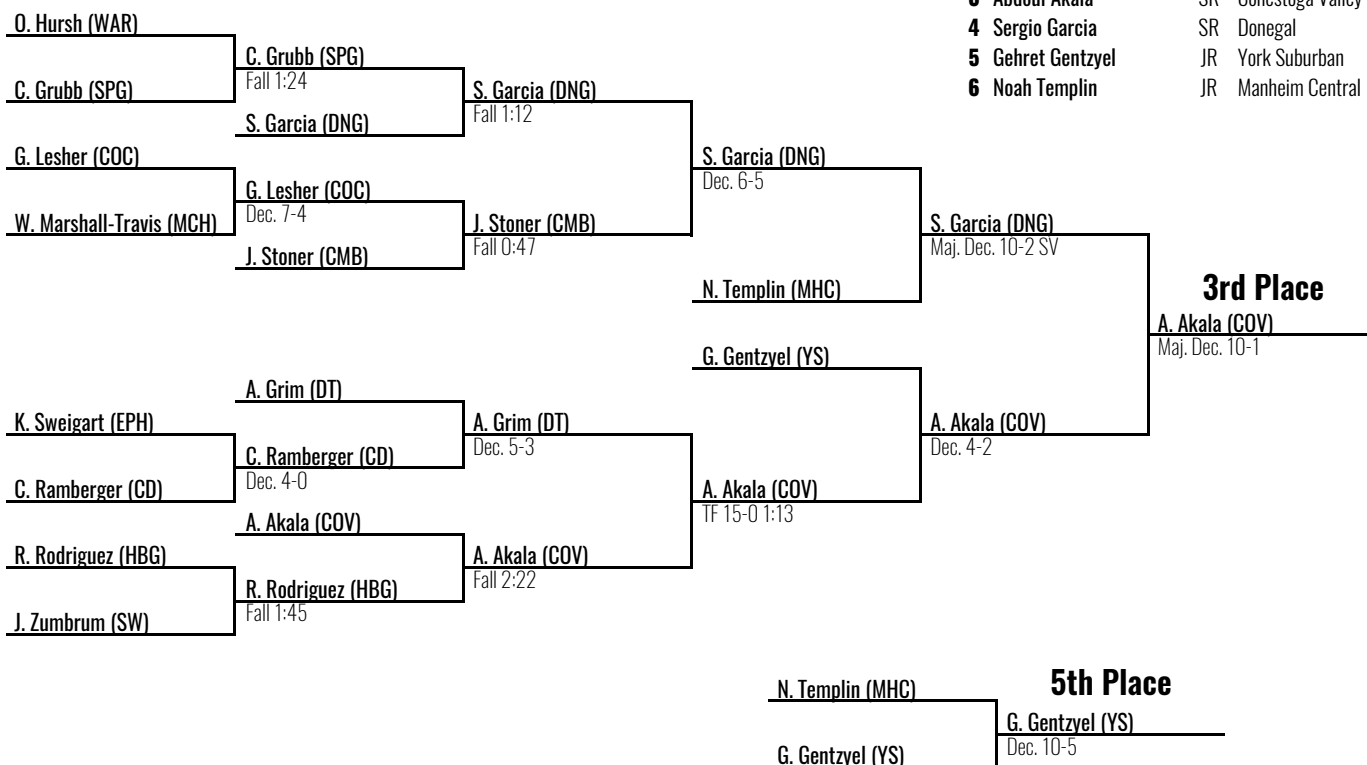 3 Abdoul Akala SR Conestoga Valley
4 Sergio Garcia SR Donegal
5 Gehret Gentzyel JR York Suburban
6 Noah Templin JR Manheim Central
O. Hursh (WAR)
C. Grubb (SPG)
Fall 1:24
C. Grubb (SPG)
S. Garcia (DNG)
Fall 1:12
S. Garcia (DNG)
G. Lesher (COC)
S. Garcia (DNG)
Dec. 6-5
G. Lesher (COC)
Dec. 7-4
W. Marshall-Travis (MCH)
J. Stoner (CMB)
Fall 0:47
S. Garcia (DNG)
Maj. Dec. 10-2 SV
J. Stoner (CMB)
N. Templin (MHC)
3rd Place
A. Akala (COV)
Maj. Dec. 10-1
G. Gentzyel (YS)
A. Grim (DT)
K. Sweigart (EPH)
A. Grim (DT)
Dec. 5-3
A. Akala (COV)
Dec. 4-2
C. Ramberger (CD)
Dec. 4-0
C. Ramberger (CD)
A. Akala (COV)
TF 15-0 1:13
A. Akala (COV)
R. Rodriguez (HBG)
A. Akala (COV)
Fall 2:22
R. Rodriguez (HBG)
Fall 1:45
J. Zumbrum (SW)
N. Templin (MHC)
5th Place
G. Gentzyel (YS)
Dec. 10-5
G. Gentzyel (YS)